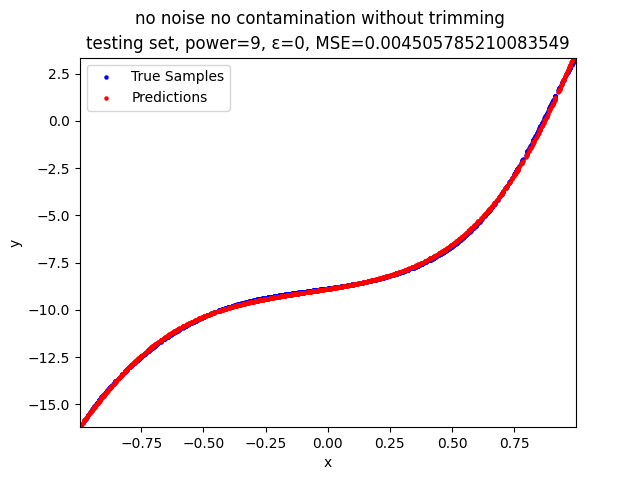 no noise no contamination without trimming
testing set, power=9, ε=0, MSE=0.004505785210083549
True Samples
Predictions
2.5
0.0
−2.5
−5.0
−7.5
−10.0
−12.5
−15.0
y
−0.75
−0.50
−0.25
0.00
0.25
0.50
0.75
x